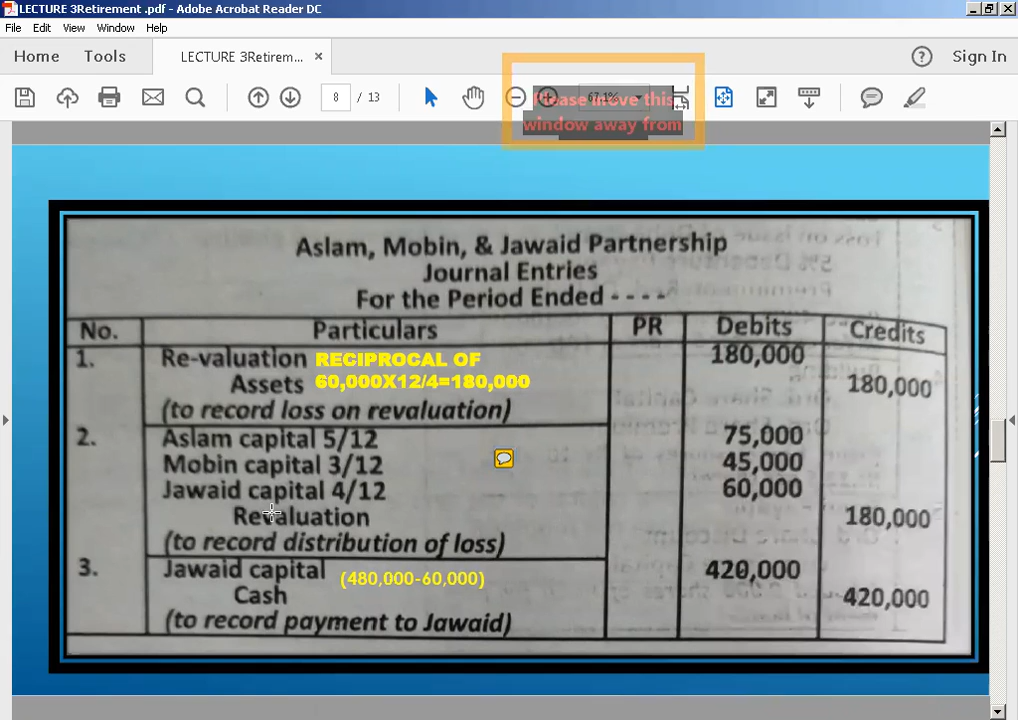 LECTURE 3Retirement .pdf - Adobe Acrobat Reader DC
File Edit View Window Help
Home Tools LECTURE 3Retirem... × Sign In
8 / 13 67.1%
Please move this
window away from
Aslam, Mobin, & Jawaid Partnership
Journal Entries
For the Period Ended - - - -
No. Particulars PR Debits Credits
1. Re-valuation RECIPROCAL OF 180,000
Assets 60,000X12/4=180,000 180,000
(to record loss on revaluation)
2. Aslam capital 5/12 75,000
Mobin capital 3/12 45,000
Jawaid capital 4/12 60,000
Revaluation 180,000
(to record distribution of loss)
3. Jawaid capital (480,000-60,000) 420,000
Cash 420,000
(to record payment to Jawaid)